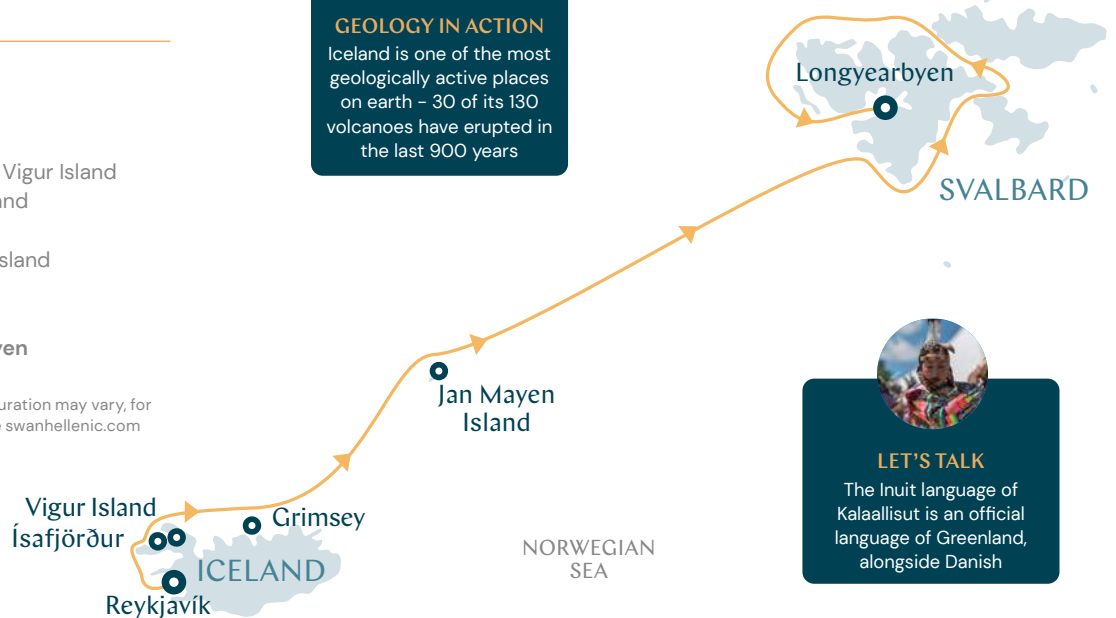 GEOLOGY IN ACTION
Iceland is one of the most
geologically active places
on earth – 30 of its 130
volcanoes have erupted in
the last 900 years
Longyearbyen
SVALBARD
Vigur Island
sland
swanhellenic.com
uration may vary, for
Jan Mayen
Island
Vigur Island
Ísafjörður
Grimsey
ICELAND
Reykjavík
NORWEGIAN
SEA
LET'S TALK
The Inuit language of
Kalaallisut is an official
language of Greenland,
alongside Danish